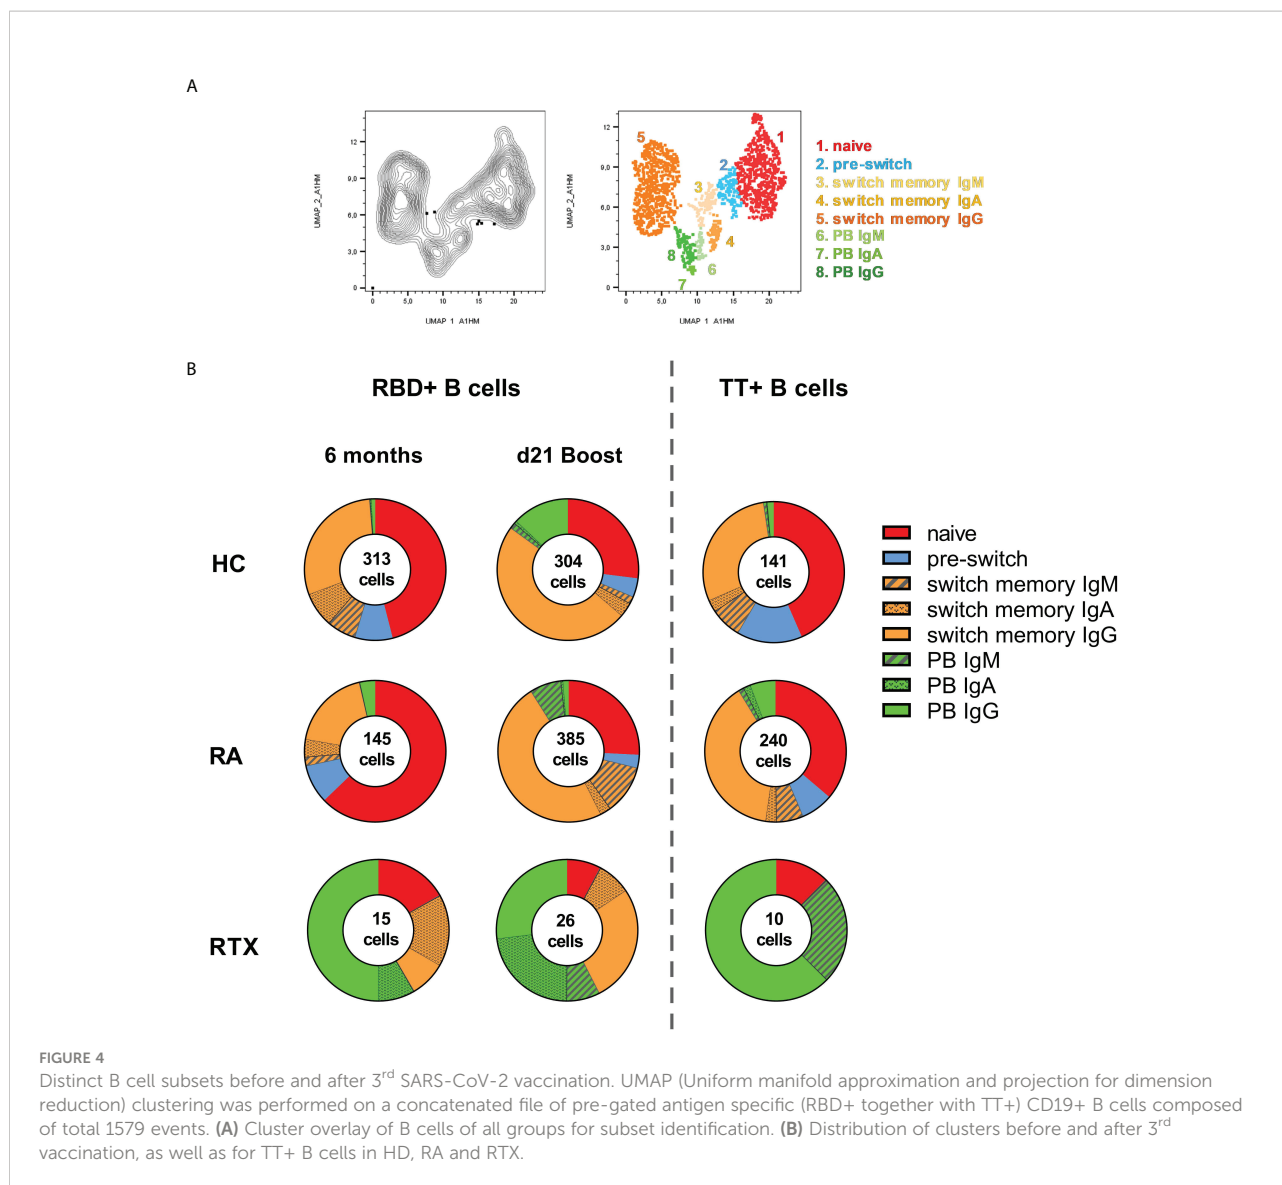 A
12
9,0
6,0
3,0
0
UMAP_2_A1HM
0
5,0
10
15
20
UMAP_1_A1HM
12
9,0
6,0
3,0
0
UMAP_2_A1HM
0
5,0
10
15
20
UMAP_1_A1HM
5
1
2
3
4
8
6
7
1. naive
2. pre-switch
3. switch memory IgM
4. switch memory IgA
5. switch memory IgG
6. PB IgM
7. PB IgA
8. PB IgG
B
RBD+ B cells
TT+ B cells
6 months
d21 Boost
HC
313
cells
304
cells
141
cells
RA
145
cells
385
cells
240
cells
RTX
15
cells
26
cells
10
cells
naive
pre-switch
switch memory IgM
switch memory IgA
switch memory IgG
PB IgM
PB IgA
PB IgG
FIGURE 4
Distinct B cell subsets before and after 3rd SARS-CoV-2 vaccination. UMAP (Uniform manifold approximation and projection for dimension
reduction) clustering was performed on a concatenated file of pre-gated antigen specific (RBD+ together with TT+) CD19+ B cells composed
of total 1579 events. (A) Cluster overlay of B cells of all groups for subset identification. (B) Distribution of clusters before and after 3rd
vaccination, as well as for TT+ B cells in HD, RA and RTX.